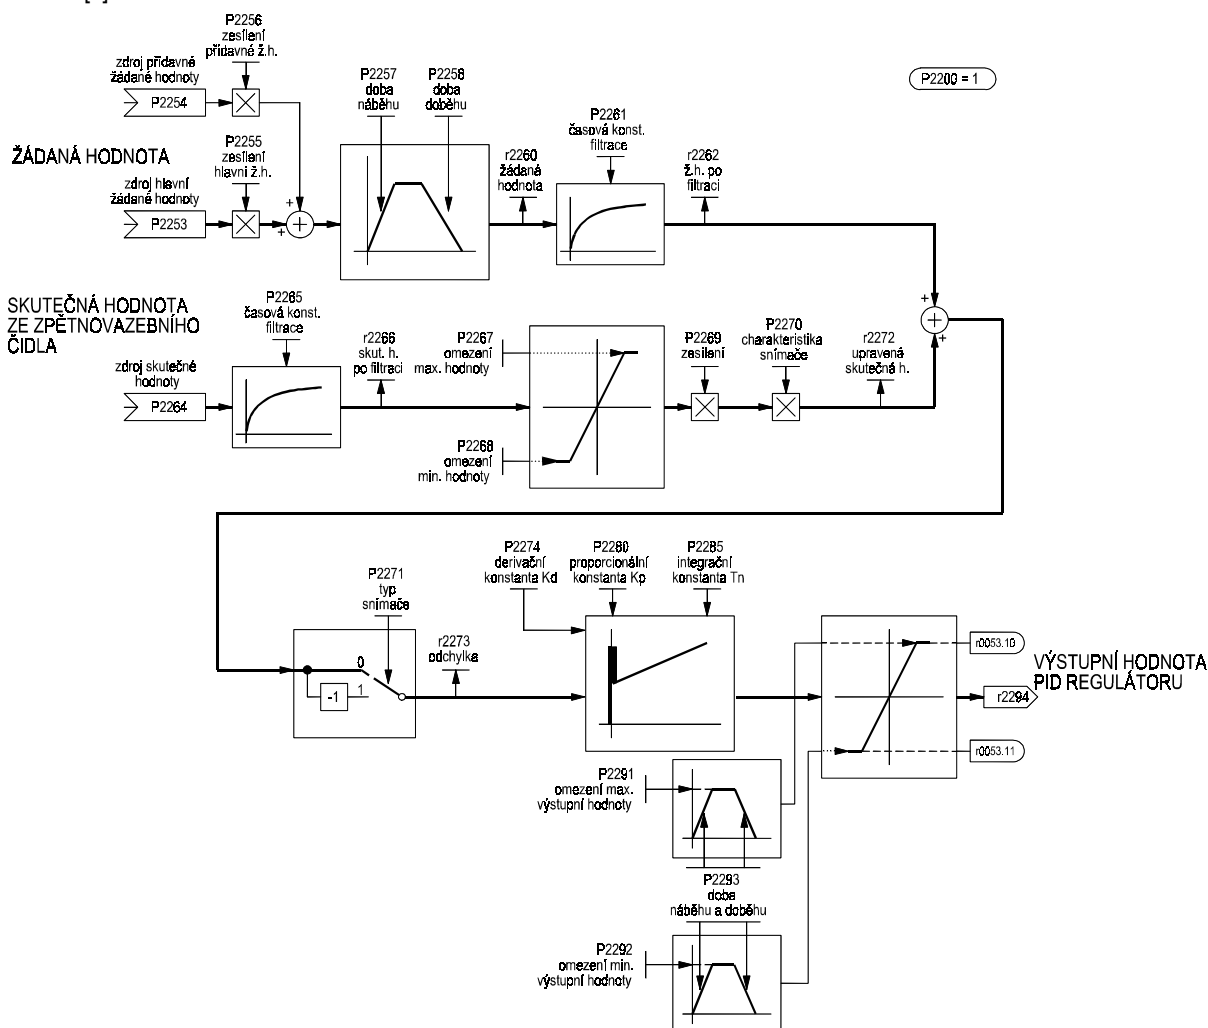 P2256
zesílení
přídavné ž.h.
zdroj přídavné
žádané hodnoty
P2254
P2257
doba
náběhu
P2258
doba
doběhu
P2200 = 1
P2261
časová konst.
filtrace
ŽÁDANÁ HODNOTA
P2255
zesílení
hlavní ž.h.
zdroj hlavní
žádané hodnoty
P2253
+
+
+
r2260
žádaná
hodnota
r2262
ž.h. po
filtraci
SKUTEČNÁ HODNOTA
ZE ZPĚTNOVAZEBNÍHO
ČIDLA
P2265
časová konst.
filtrace
zdroj skutečné
hodnoty
P2264
r2266
skut. h.
po filtraci
P2267
omezení
max. hodnoty
P2268
omezení
min. hodnoty
P2269
zesílení
P2270
charakteristika
snímače
r2272
upravená
skutečná h.
+
+
+
P2271
typ
snímače
0
1
-1
r2273
odchylka
P2274
derivační
konstanta Kd
P2280
proporcionální
konstanta Kp
P2285
integrační
konstanta Tn
r0053.10
VÝSTUPNÍ HODNOTA
PID REGULÁTORU
r2294
r0053.11
P2291
omezení max.
výstupní hodnoty
P2293
doba
náběhu a doběhu
P2292
omezení min.
výstupní hodnoty